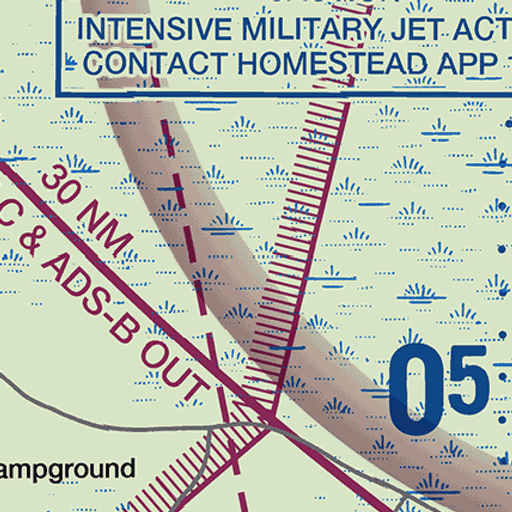 INTENSIVE MILITARY JET ACT
CONTACT HOMESTEAD APP
30 NM
C & ADS-B OUT
05
ampground